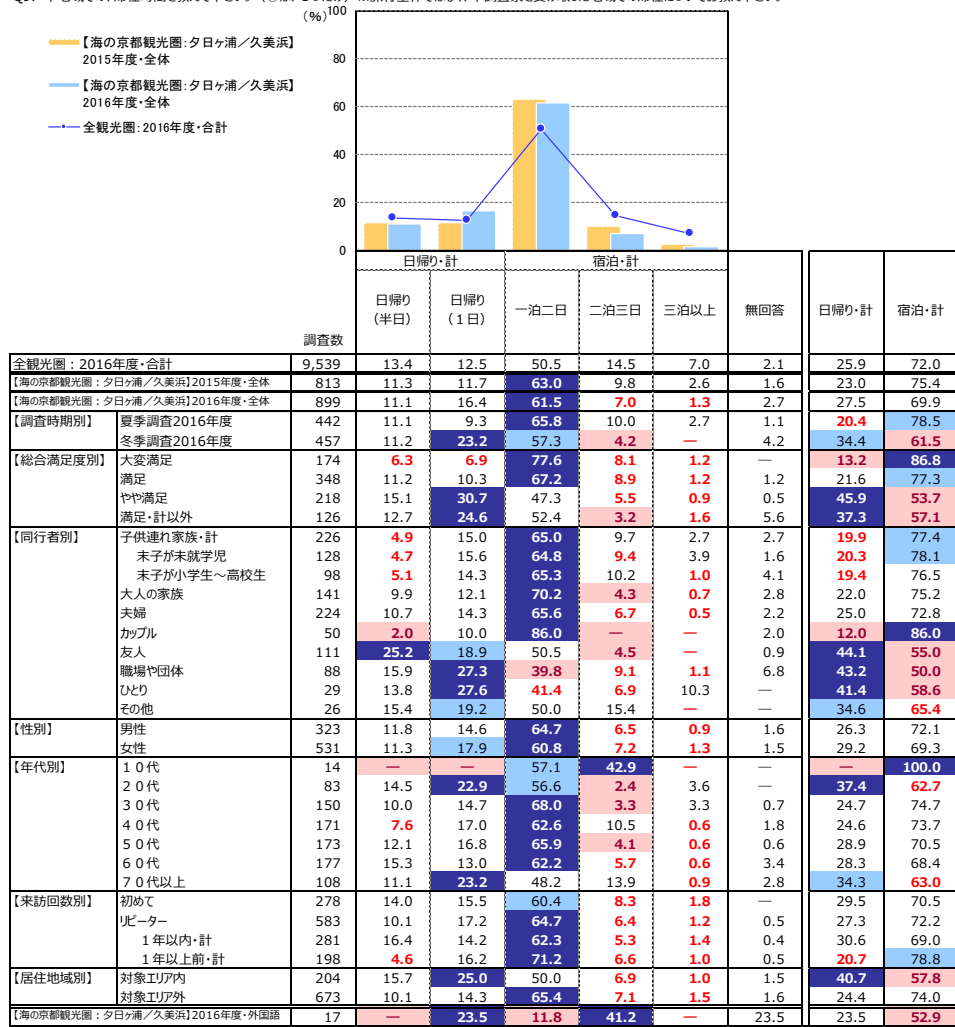 (%)
100
80
60
40
20
0
【海の京都観光圏:夕日ヶ浦／久美浜】
2015年度・全体
【海の京都観光圏:夕日ヶ浦／久美浜】
2016年度・全体
全観光圏:2016年度・合計
日帰り・計 宿泊・計
調査数 日帰り(半日) 日帰り(１日) 一泊二日 二泊三日 三泊以上 無回答 日帰り・計 宿泊・計
全観光圏：2016年度・合計 9,539 13.4 12.5 50.5 14.5 7.0 2.1 25.9 72.0
【海の京都観光圏：夕日ヶ浦／久美浜】2015年度・全体 813 11.3 11.7 63.0 9.8 2.6 1.6 23.0 75.4
【海の京都観光圏：夕日ヶ浦／久美浜】2016年度・全体 899 11.1 16.4 61.5 7.0 1.3 2.7 27.5 69.9
【調査時期別】 夏季調査2016年度 442 11.1 9.3 65.8 10.0 2.7 1.1 20.4 78.5
冬季調査2016年度 457 11.2 23.2 57.3 4.2 — 4.2 34.4 61.5
【総合満足度別】 大変満足 174 6.3 6.9 77.6 8.1 1.2 — 13.2 86.8
満足 348 11.2 10.3 67.2 8.9 1.2 1.2 21.6 77.3
やや満足 218 15.1 30.7 47.3 5.5 0.9 0.5 45.9 53.7
満足・計以外 126 12.7 24.6 52.4 3.2 1.6 5.6 37.3 57.1
【同行者別】 子供連れ家族・計 226 4.9 15.0 65.0 9.7 2.7 2.7 19.9 77.4
末子が未就学児 128 4.7 15.6 64.8 9.4 3.9 1.6 20.3 78.1
末子が小学生～高校生 98 5.1 14.3 65.3 10.2 1.0 4.1 19.4 76.5
大人の家族 141 9.9 12.1 70.2 4.3 0.7 2.8 22.0 75.2
夫婦 224 10.7 14.3 65.6 6.7 0.5 2.2 25.0 72.8
カップル 50 2.0 10.0 86.0 — — 2.0 12.0 86.0
友人 111 25.2 18.9 50.5 4.5 — 0.9 44.1 55.0
職場や団体 88 15.9 27.3 39.8 9.1 1.1 6.8 43.2 50.0
ひとり 29 13.8 27.6 41.4 6.9 10.3 — 41.4 58.6
その他 26 15.4 19.2 50.0 15.4 — — 34.6 65.4
【性別】 男性 323 11.8 14.6 64.7 6.5 0.9 1.6 26.3 72.1
女性 531 11.3 17.9 60.8 7.2 1.3 1.5 29.2 69.3
【年代別】 １０代 14 — — 57.1 42.9 — — — 100.0
２０代 83 14.5 22.9 56.6 2.4 3.6 — 37.4 62.7
３０代 150 10.0 14.7 68.0 3.3 3.3 0.7 24.7 74.7
４０代 171 7.6 17.0 62.6 10.5 0.6 1.8 24.6 73.7
５０代 173 12.1 16.8 65.9 4.1 0.6 0.6 28.9 70.5
６０代 177 15.3 13.0 62.2 5.7 0.6 3.4 28.3 68.4
７０代以上 108 11.1 23.2 48.2 13.9 0.9 2.8 34.3 63.0
【来訪回数別】 初めて 278 14.0 15.5 60.4 8.3 1.8 — 29.5 70.5
リピーター 583 10.1 17.2 64.7 6.4 1.2 0.5 27.3 72.2
１年以内・計 281 16.4 14.2 62.3 5.3 1.4 0.4 30.6 69.0
１年以上前・計 198 4.6 16.2 71.2 6.6 1.0 0.5 20.7 78.8
【居住地域別】 対象エリア内 204 15.7 25.0 50.0 6.9 1.0 1.5 40.7 57.8
対象エリア外 673 10.1 14.3 65.4 7.1 1.5 1.6 24.4 74.0
【海の京都観光圏：夕日ヶ浦／久美浜】2016年度・外国語 17 — 23.5 11.8 41.2 — 23.5 23.5 52.9